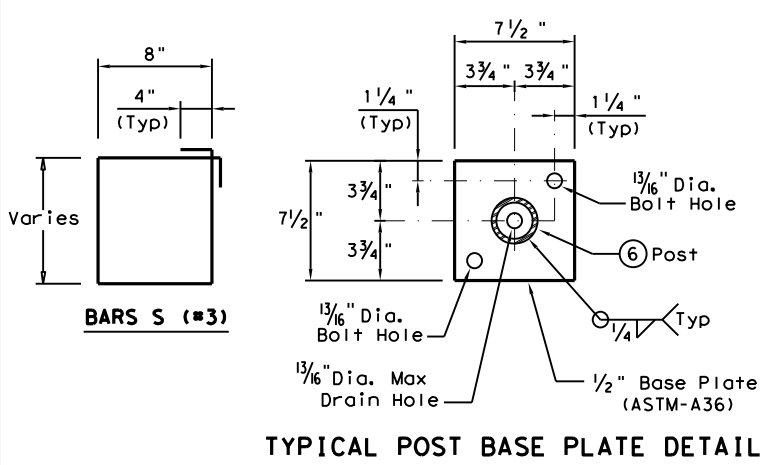 8"
4"
(Typ)
Varies
BARS S (#3)
7 1/2 "
3 3/4 " 3 3/4 "
1 1/4 "
(Typ)
1 1/4 "
(Typ)
3 3/4 "
7 1/2 "
3 3/4 "
13/16" Dia.
Bolt Hole
6 Post
13/16" Dia.
Bolt Hole
1/4 Typ
13/16" Dia. Max
Drain Hole
1/2" Base Plate
(ASTM-A36)
TYPICAL POST BASE PLATE DETAIL